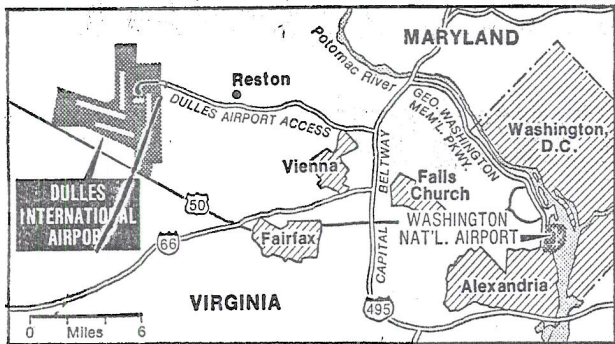 MARYLAND
Potomac River
Reston
DULLES AIRPORT ACCESS
GEO. WASHINGTON
MEM'L. PKWY.
Washington,
D.C.
Vienna
CAPITAL BELTWAY
Falls
Church
DULLES
INTERNATIONAL
AIRPORT
50
WASHINGTON
NAT'L. AIRPORT
66
Fairfax
Alexandria
VIRGINIA
495
0 Miles 6